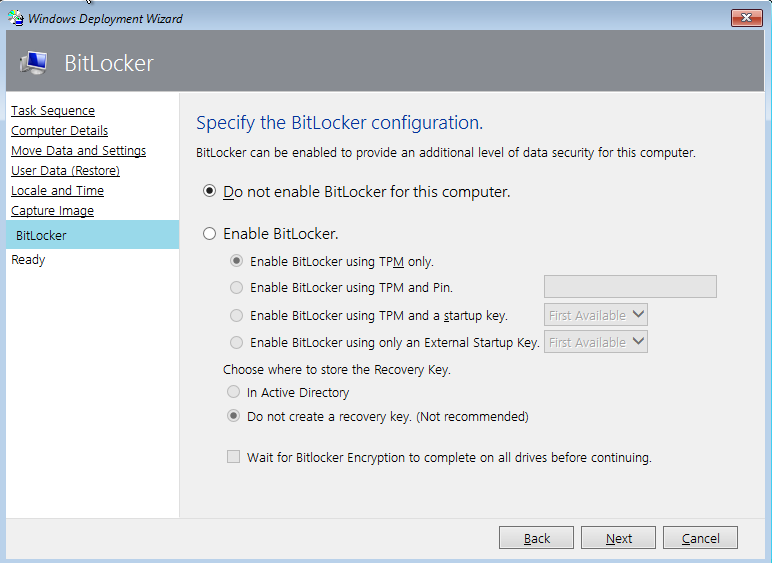 Windows Deployment Wizard
BitLocker
Task Sequence
Computer Details
Move Data and Settings
User Data (Restore)
Locale and Time
Capture Image
BitLocker
Ready
Specify the BitLocker configuration.
BitLocker can be enabled to provide an additional level of data security for this computer.
Do not enable BitLocker for this computer.
Enable BitLocker.
Enable BitLocker using TPM only.
Enable BitLocker using TPM and Pin.
Enable BitLocker using TPM and a startup key. First Available
Enable BitLocker using only an External Startup Key. First Available
Choose where to store the Recovery Key.
In Active Directory
Do not create a recovery key. (Not recommended)
Wait for Bitlocker Encryption to complete on all drives before continuing.
Back Next Cancel